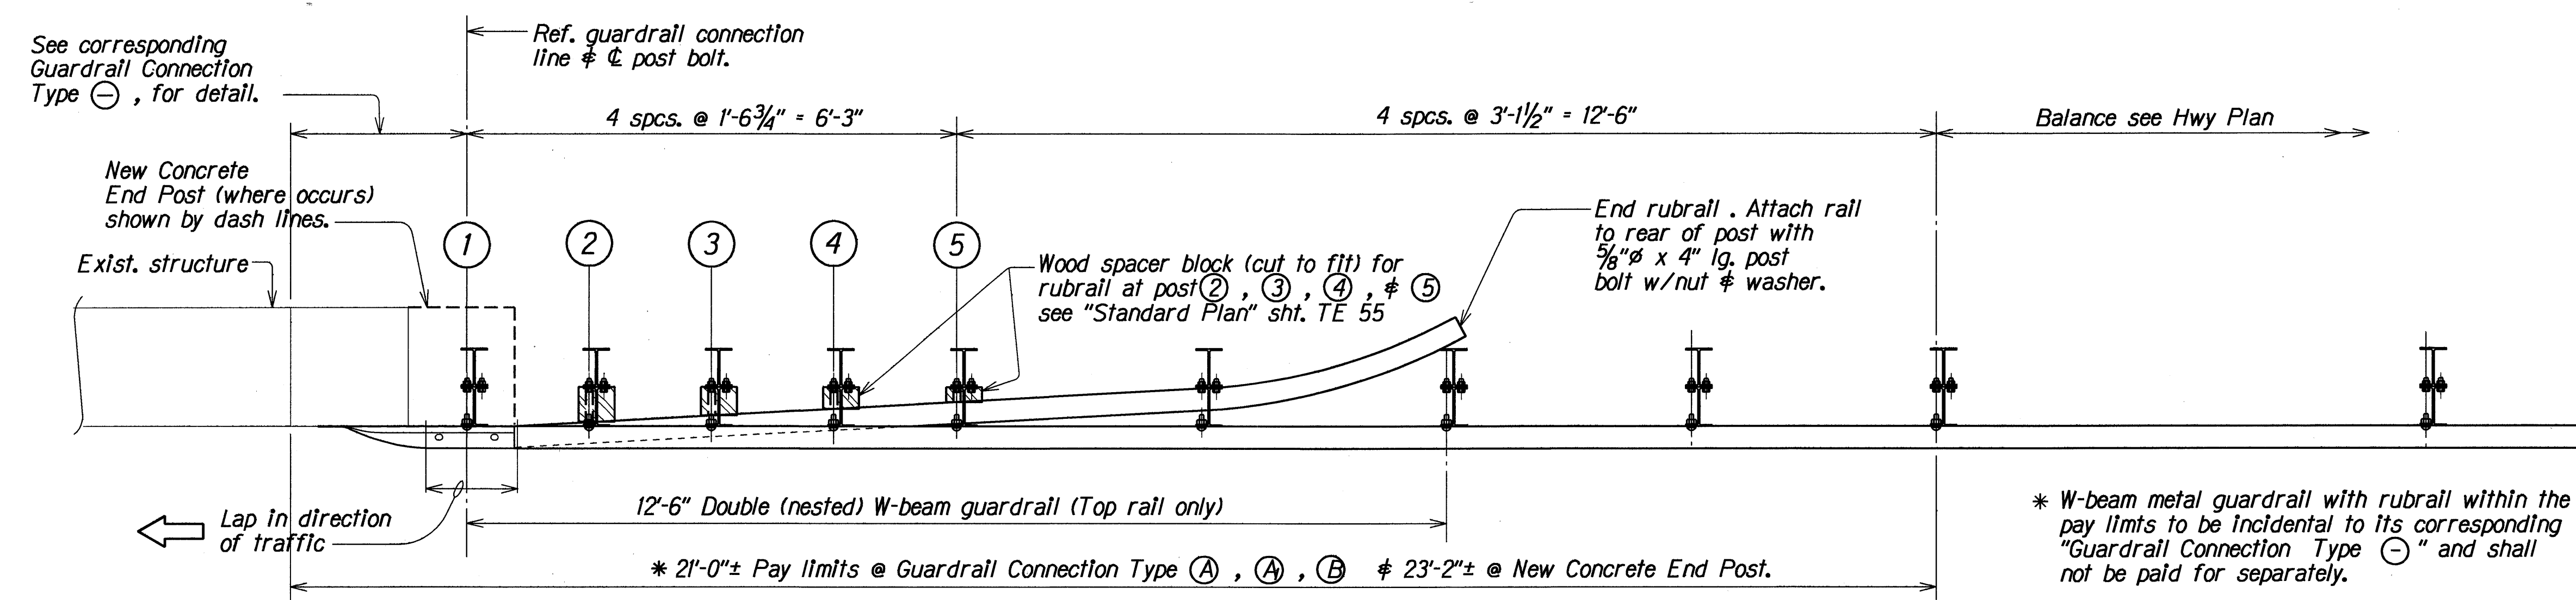 See corresponding
Guardrail Connection
Type (–) , for detail.
Ref. guardrail connection
line & ℄ post bolt.
4 spcs. @ 1'-6¾" = 6'-3"
4 spcs. @ 3'-1½" = 12'-6"
Balance see Hwy Plan
New Concrete
End Post (where occurs)
shown by dash lines.
Exist. structure
1
2
3
4
5
Wood spacer block (cut to fit) for
rubrail at post ② , ③ , ④ , & ⑤
see "Standard Plan" sht. TE 55
End rubrail . Attach rail
to rear of post with
⅝"ø x 4" lg. post
bolt w/nut & washer.
12'-6" Double (nested) W-beam guardrail (Top rail only)
Lap in direction
of traffic
* 21'-0"± Pay limits @ Guardrail Connection Type Ⓐ , Ⓐ₁ , Ⓑ & 23'-2"± @ New Concrete End Post.
* W-beam metal guardrail with rubrail within the
pay limts to be incidental to its corresponding
"Guardrail Connection Type (–) " and shall
not be paid for separately.